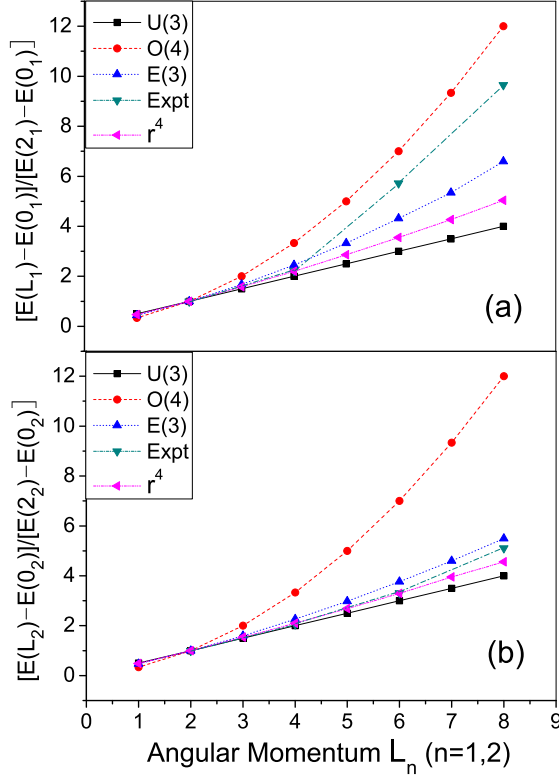 [E(L₁)−E(0₁)]/[E(2₁)−E(0₁)]
12
10
8
6
4
2
0
U(3)
O(4)
E(3)
Expt
r⁴
(a)
[E(L₂)−E(0₂)]/[E(2₂)−E(0₂)]
12
10
8
6
4
2
0
U(3)
O(4)
E(3)
Expt
r⁴
(b)
0 1 2 3 4 5 6 7 8 9
Angular Momentum Lₙ (n=1,2)